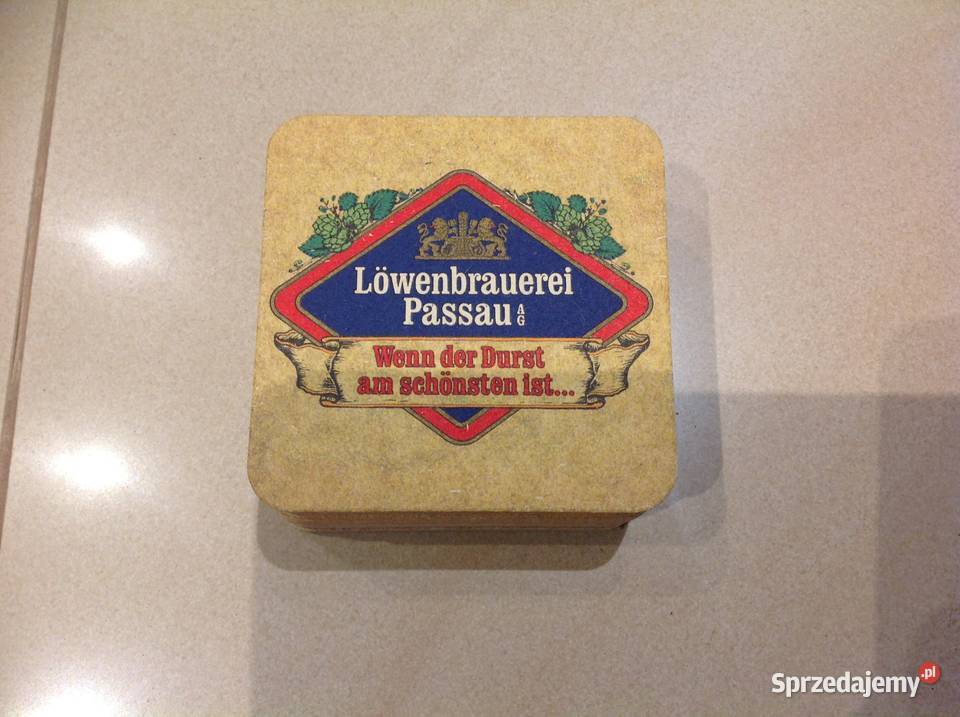 Löwenbrauerei
Passau AG
Wenn der Durst
am schönsten ist...
Sprzedajemy.pl